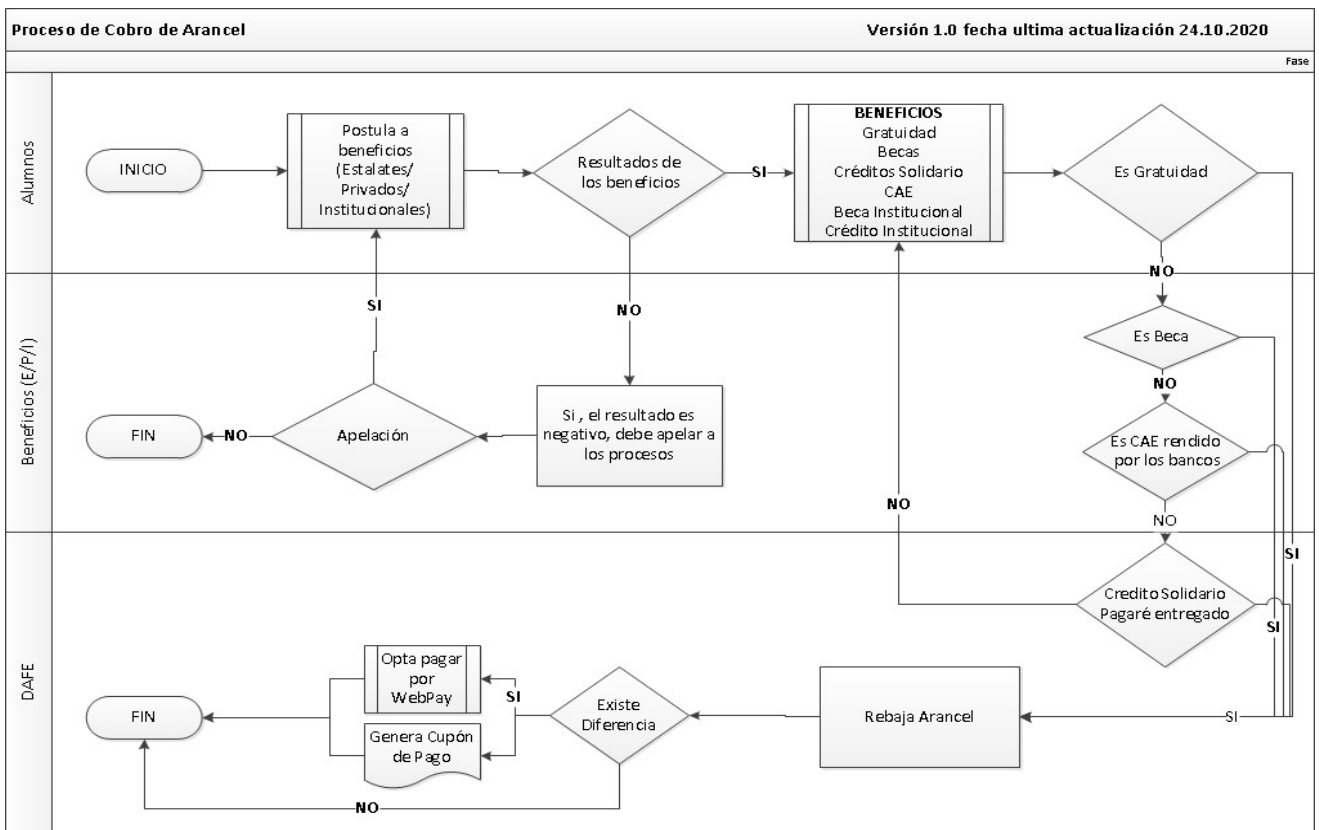 Proceso de Cobro de Arancel
Versión 1.0 fecha ultima actualización 24.10.2020
Fase
Alumnos
INICIO
Postula a
beneficios
(Estalates/
Privados/
Institucionales)
Resultados de
los beneficios
SI
BENEFICIOS
Gratuidad
Becas
Créditos Solidario
CAE
Beca Institucional
Crédito Institucional
Es Gratuidad
NO
Beneficios (E/P/I)
SI
NO
Es Beca
NO
FIN
NO
Apelación
Si , el resultado es
negativo, debe apelar a
los procesos
Es CAE rendido
por los bancos
NO
NO
SI
DAFE
Credito Solidario
Pagaré entregado
SI
FIN
Opta pagar
por
WebPay
SI
Genera Cupón
de Pago
Existe
Diferencia
Rebaja Arancel
SI
NO